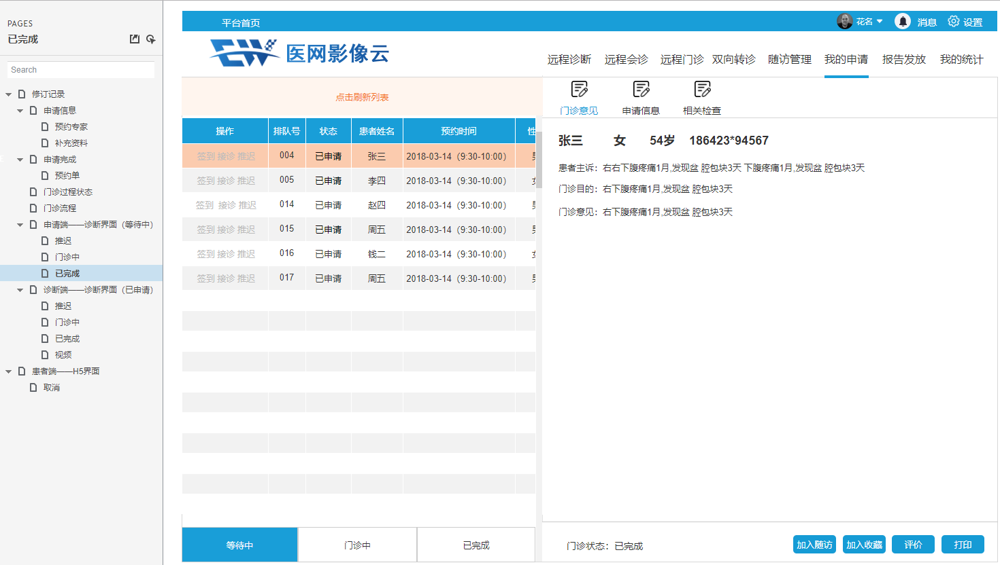 PAGES
已完成
Search
修订记录
申请信息
预约专家
补充资料
申请完成
预约单
门诊过程状态
门诊流程
申请端——诊断界面（等待中）
推迟
门诊中
已完成
诊断端——诊断界面（已申请）
推迟
门诊中
已完成
视频
患者端——H5界面
取消
平台首页 花名 消息 设置
EW 医网影像云
远程诊断 远程会诊 远程门诊 双向转诊 随访管理 我的申请 报告发放 我的统计
点击刷新列表
操作 排队号 状态 患者姓名 预约时间 性
签到 接诊 推迟 004 已申请 张三 2018-03-14（9:30-10:00）
签到 接诊 推迟 005 已申请 李四 2018-03-14（9:30-10:00）
签到 接诊 推迟 014 已申请 赵四 2018-03-14（9:30-10:00）
签到 接诊 推迟 015 已申请 周五 2018-03-14（9:30-10:00）
签到 接诊 推迟 016 已申请 钱二 2018-03-14（9:30-10:00）
签到 接诊 推迟 017 已申请 周五 2018-03-14（9:30-10:00）
等待中 门诊中 已完成
门诊意见 申请信息 相关检查
张三 女 54岁 186423*94567
患者主诉：右右下腹疼痛1月,发现盆 腔包块3天 下腹疼痛1月,发现盆 腔包块3天
门诊目的：右下腹疼痛1月,发现盆 腔包块3天
门诊意见：右下腹疼痛1月,发现盆 腔包块3天
门诊状态：已完成 加入随访 加入收藏 评价 打印